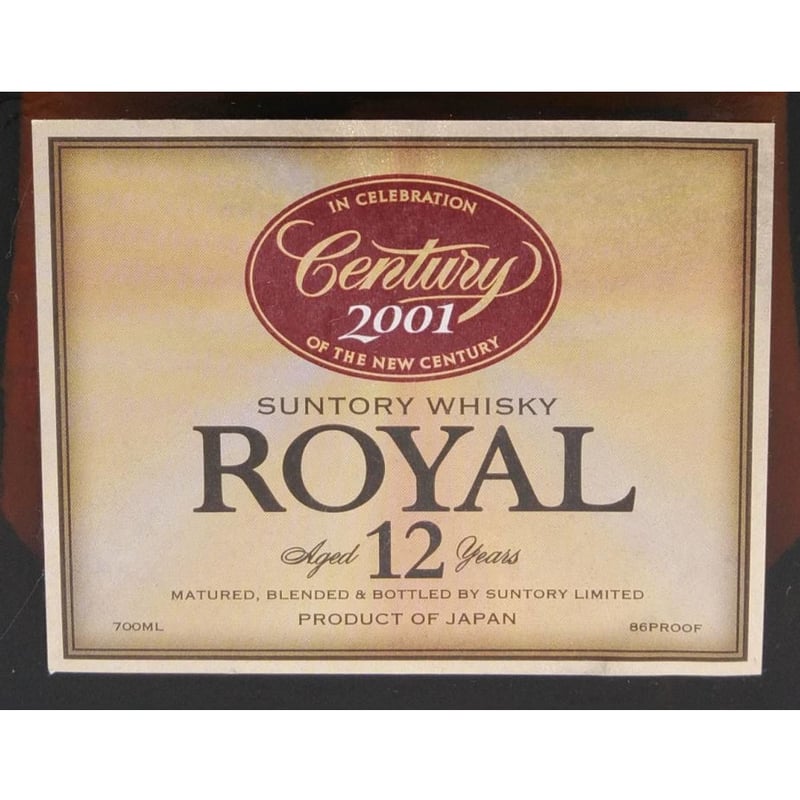 IN CELEBRATION
Century
2001
OF THE NEW CENTURY
SUNTORY WHISKY
ROYAL
Aged 12 Years
MATURED, BLENDED & BOTTLED BY SUNTORY LIMITED
PRODUCT OF JAPAN
700ML 86PROOF